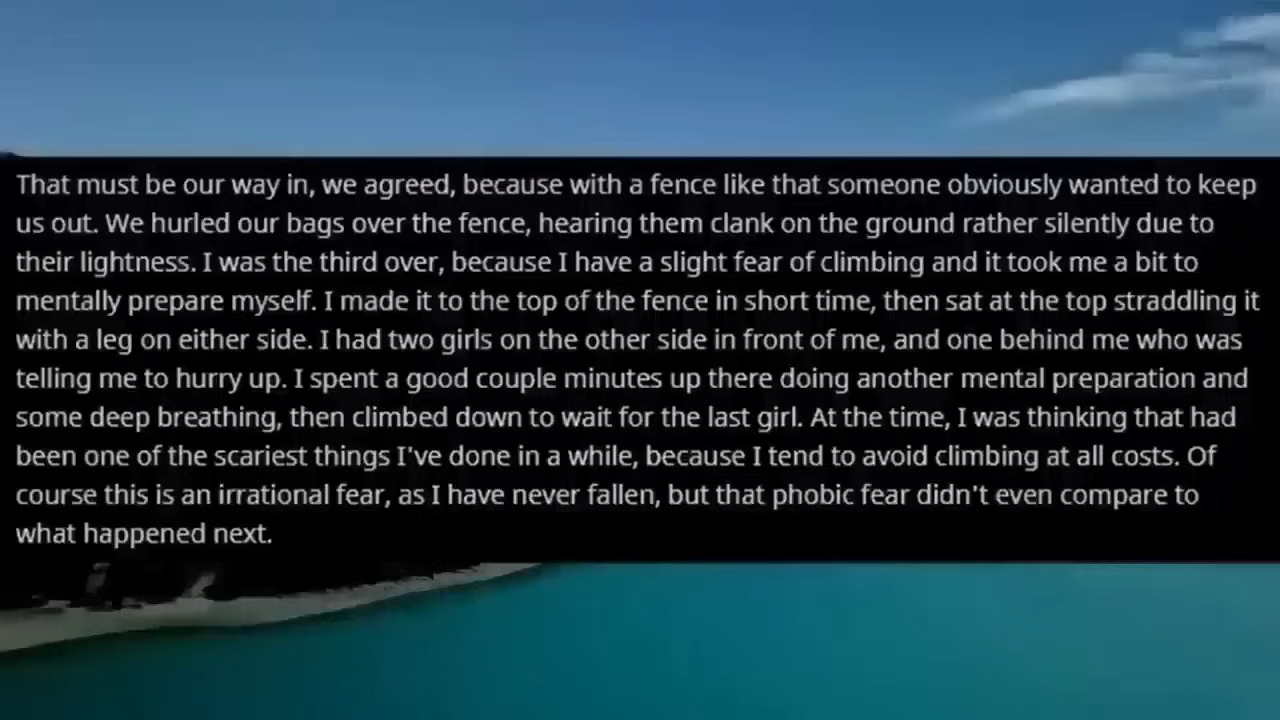 That must be our way in, we agreed, because with a fence like that someone obviously wanted to keep
us out. We hurled our bags over the fence, hearing them clank on the ground rather silently due to
their lightness. I was the third over, because I have a slight fear of climbing and it took me a bit to
mentally prepare myself. I made it to the top of the fence in short time, then sat at the top straddling it
with a leg on either side. I had two girls on the other side in front of me, and one behind me who was
telling me to hurry up. I spent a good couple minutes up there doing another mental preparation and
some deep breathing, then climbed down to wait for the last girl. At the time, I was thinking that had
been one of the scariest things I've done in a while, because I tend to avoid climbing at all costs. Of
course this is an irrational fear, as I have never fallen, but that phobic fear didn't even compare to
what happened next.